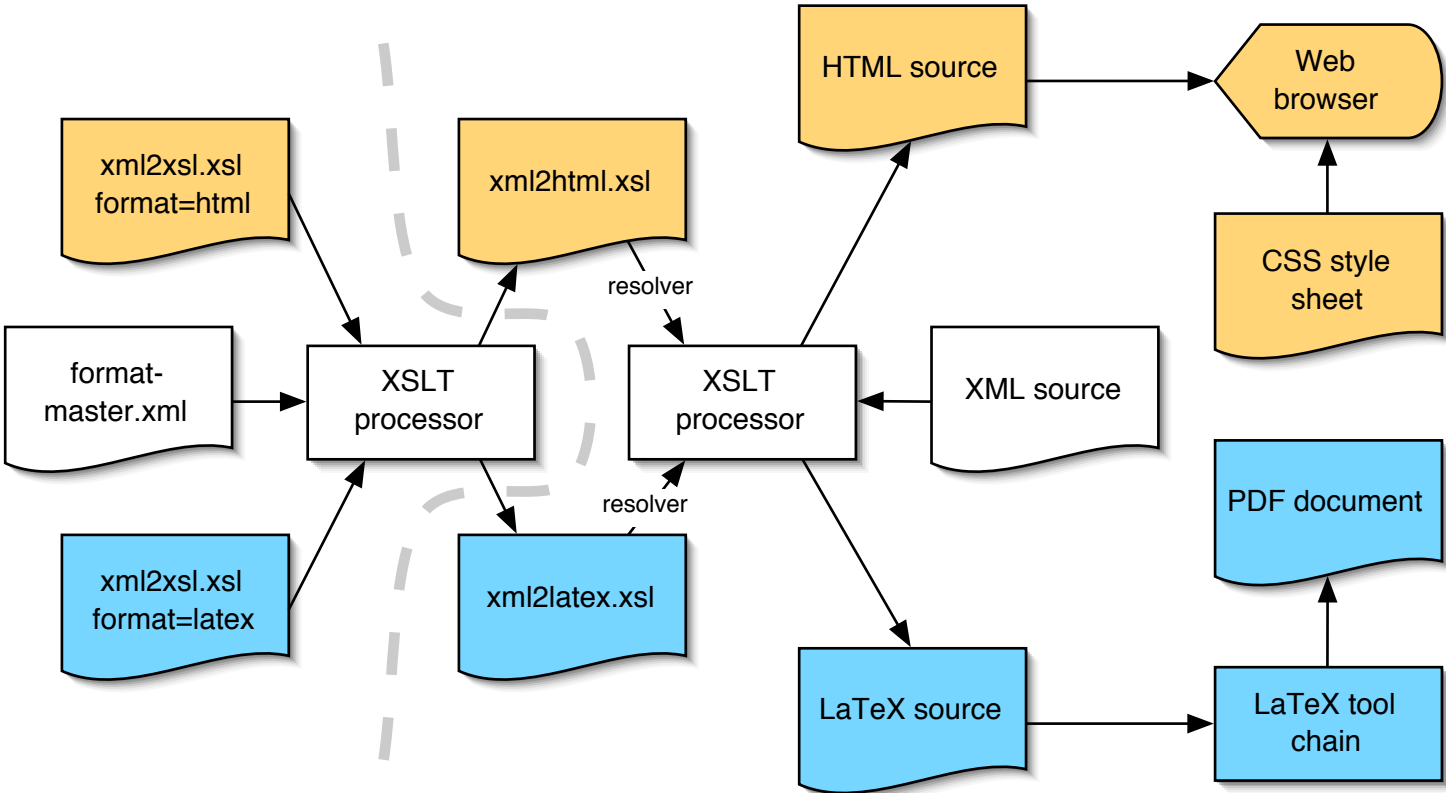 HTML source
Web
browser
xml2xsl.xsl
format=html
xml2html.xsl
CSS style
sheet
resolver
format-
master.xml
XSLT
processor
XSLT
processor
XML source
resolver
PDF document
xml2xsl.xsl
format=latex
xml2latex.xsl
LaTeX source
LaTeX tool
chain